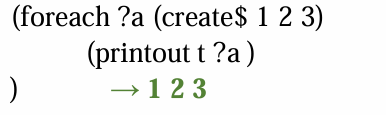 (foreach ?a (create$ 1 2 3)
(printout t ?a )
) → 1 2 3